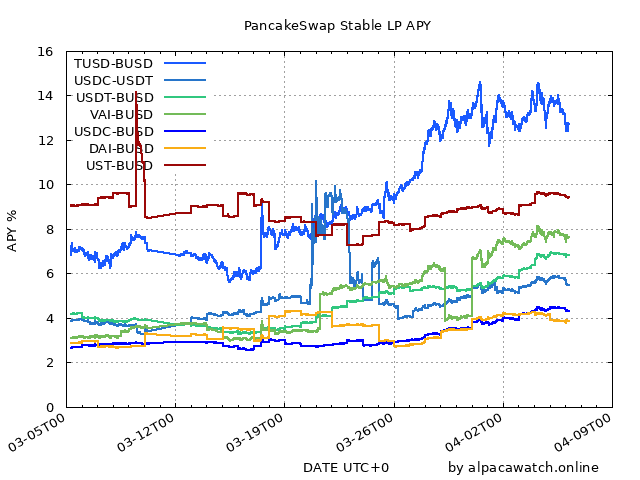 PancakeSwap Stable LP APY
16
14
12
10
8
6
4
2
0
APY %
TUSD-BUSD
USDC-USDT
USDT-BUSD
VAI-BUSD
USDC-BUSD
DAI-BUSD
UST-BUSD
03-05T00
03-12T00
03-19T00
03-26T00
04-02T00
04-09T00
DATE UTC+0
by alpacawatch.online